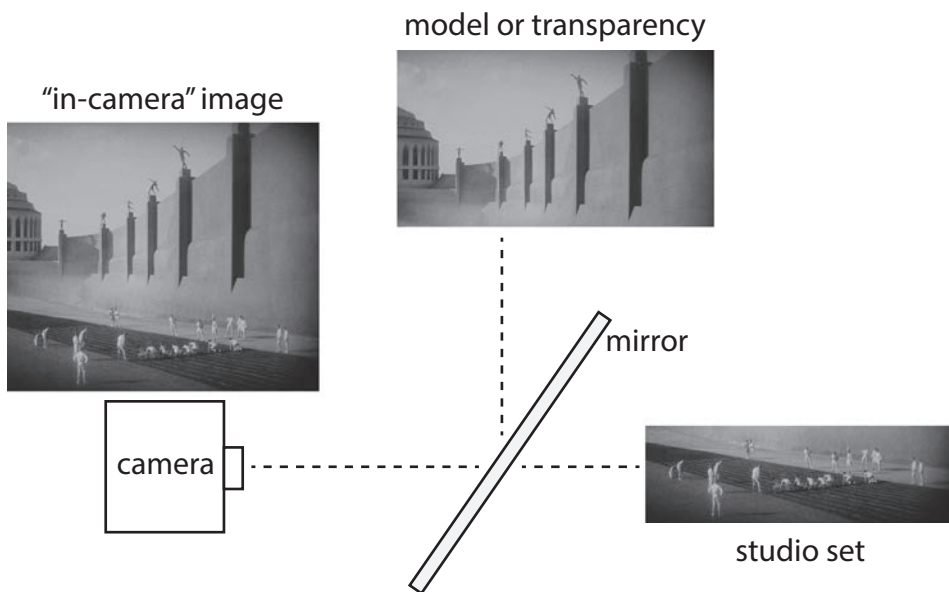 model or transparency
“in-camera” image
mirror
camera
studio set